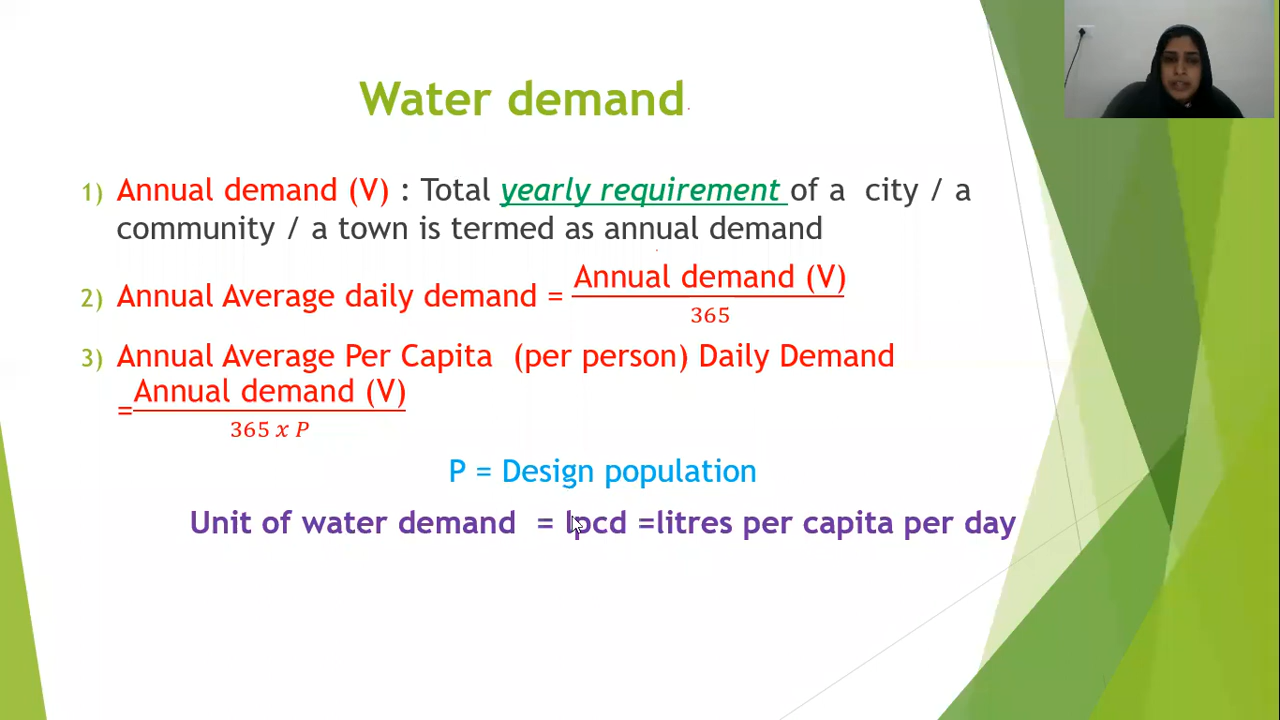 Water demand
1) Annual demand (V) : Total yearly requirement of a city / a
community / a town is termed as annual demand
2) Annual Average daily demand = Annual demand (V)
365
3) Annual Average Per Capita (per person) Daily Demand
= Annual demand (V)
365 x P
P = Design population
Unit of water demand = lpcd =litres per capita per day